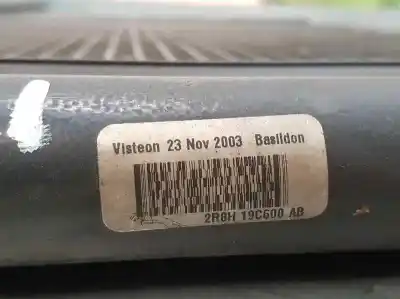 Visteon 23 Nov 2003 Basildon
2R8H 19C600 AB